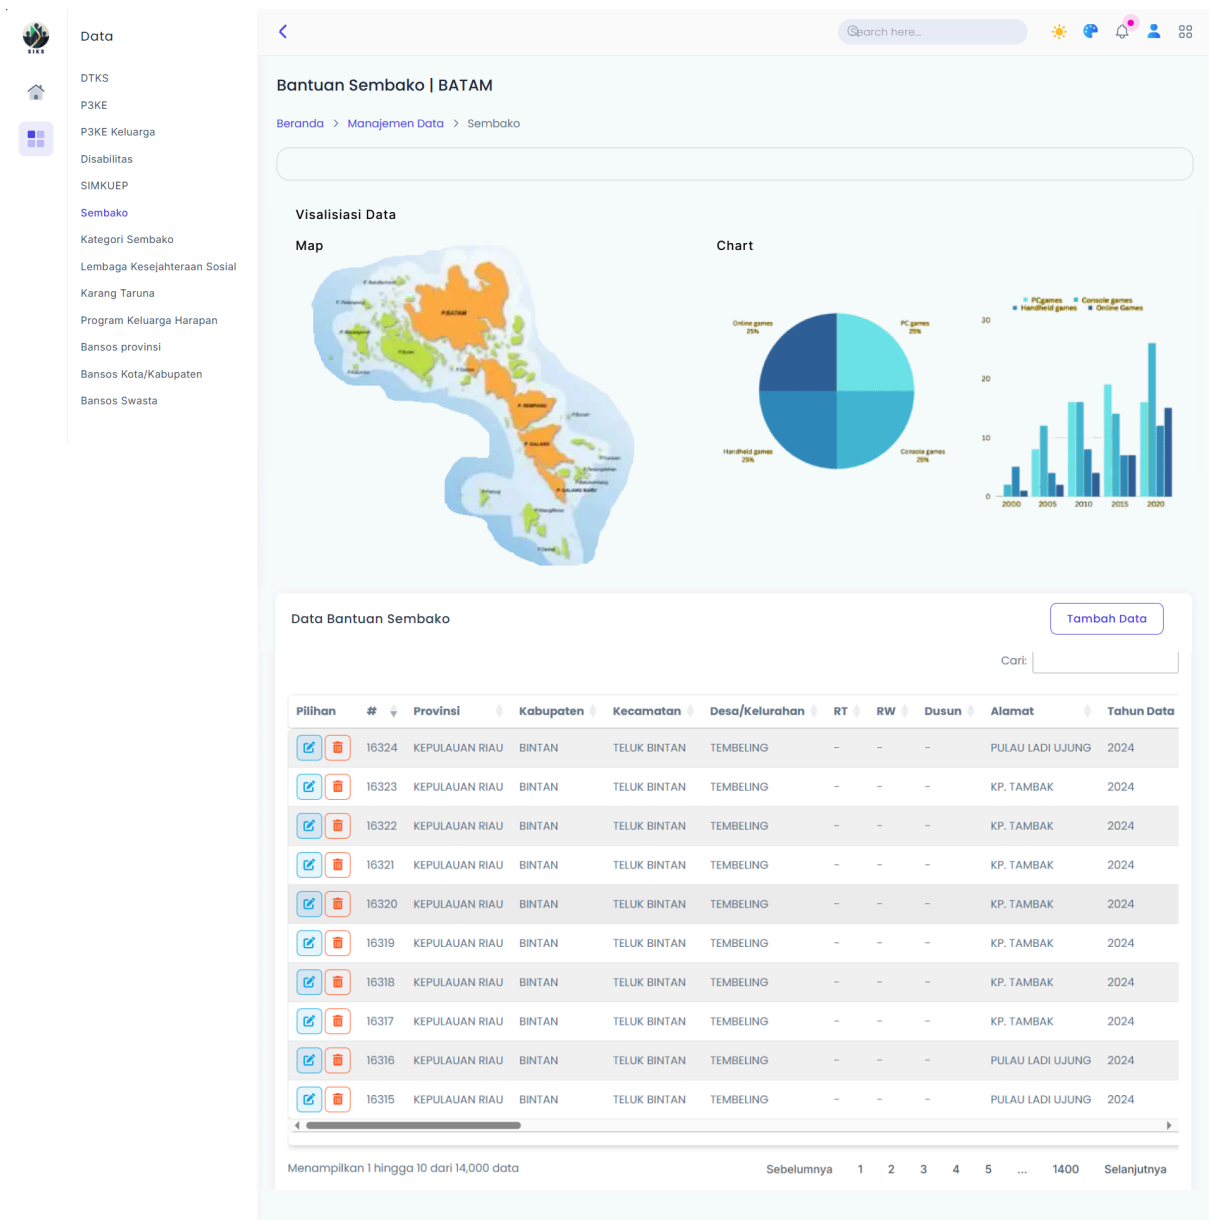 SIKS
Data
DTKS
P3KE
P3KE Keluarga
Disabilitas
SIMKUEP
Sembako
Kategori Sembako
Lembaga Kesejahteraan Sosial
Karang Taruna
Program Keluarga Harapan
Bansos provinsi
Bansos Kota/Kabupaten
Bansos Swasta
Search here...
Bantuan Sembako | BATAM
Beranda > Manajemen Data > Sembako
Visalisiasi Data
Map
P.BATAM
P. REMPANG
P. GALANG
P. GALANG BARU
Chart
Online games
25%
PC games
25%
Handheld games
25%
Console games
25%
PCgames Console games
Handheld games Online Games
30
20
10
0
2000 2005 2010 2015 2020
Data Bantuan Sembako
Tambah Data
Cari:
Pilihan # Provinsi Kabupaten Kecamatan Desa/Kelurahan RT RW Dusun Alamat Tahun Data
16324 KEPULAUAN RIAU BINTAN TELUK BINTAN TEMBELING - - - PULAU LADI UJUNG 2024
16323 KEPULAUAN RIAU BINTAN TELUK BINTAN TEMBELING - - - KP. TAMBAK 2024
16322 KEPULAUAN RIAU BINTAN TELUK BINTAN TEMBELING - - - KP. TAMBAK 2024
16321 KEPULAUAN RIAU BINTAN TELUK BINTAN TEMBELING - - - KP. TAMBAK 2024
16320 KEPULAUAN RIAU BINTAN TELUK BINTAN TEMBELING - - - KP. TAMBAK 2024
16319 KEPULAUAN RIAU BINTAN TELUK BINTAN TEMBELING - - - KP. TAMBAK 2024
16318 KEPULAUAN RIAU BINTAN TELUK BINTAN TEMBELING - - - KP. TAMBAK 2024
16317 KEPULAUAN RIAU BINTAN TELUK BINTAN TEMBELING - - - KP. TAMBAK 2024
16316 KEPULAUAN RIAU BINTAN TELUK BINTAN TEMBELING - - - PULAU LADI UJUNG 2024
16315 KEPULAUAN RIAU BINTAN TELUK BINTAN TEMBELING - - - PULAU LADI UJUNG 2024
Menampilkan 1 hingga 10 dari 14,000 data
Sebelumnya 1 2 3 4 5 ... 1400 Selanjutnya